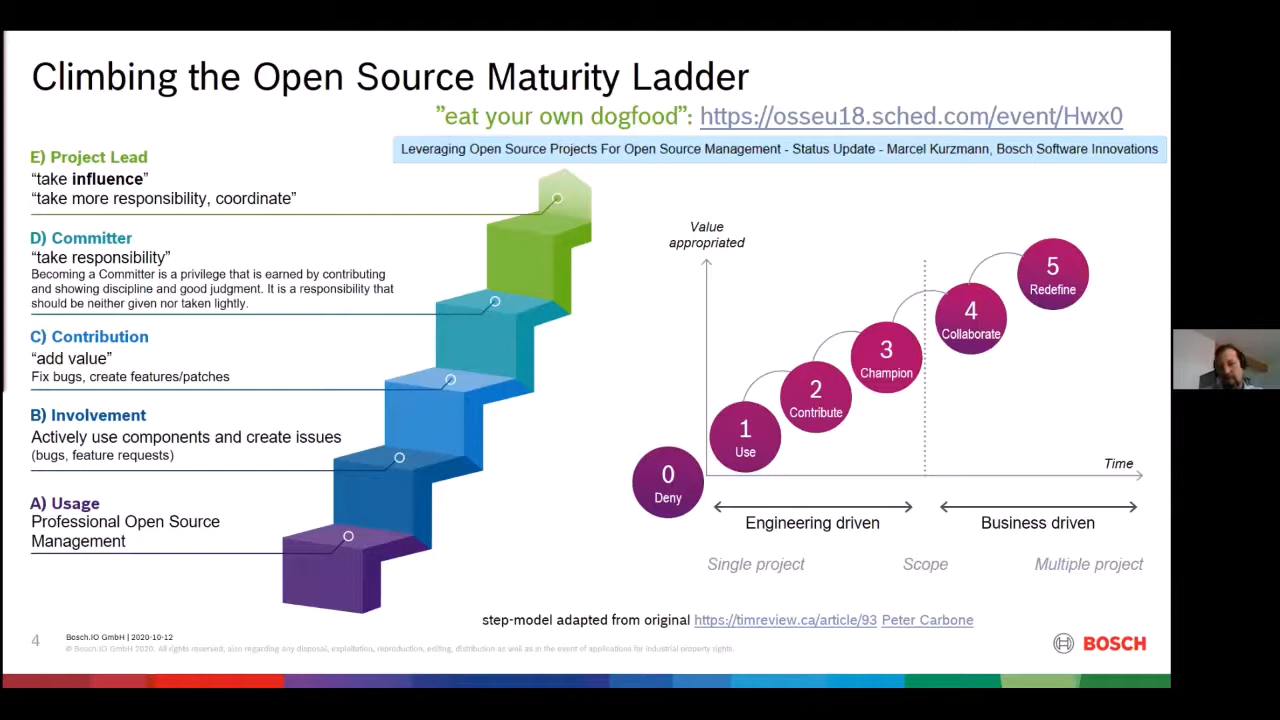 Climbing the Open Source Maturity Ladder
"eat your own dogfood": https://osseu18.sched.com/event/Hwx0
Leveraging Open Source Projects For Open Source Management - Status Update - Marcel Kurzmann, Bosch Software Innovations
E) Project Lead
“take influence”
“take more responsibility, coordinate”
D) Committer
“take responsibility”
Becoming a Committer is a privilege that is earned by contributing
and showing discipline and good judgment. It is a responsibility that
should be neither given nor taken lightly.
C) Contribution
“add value”
Fix bugs, create features/patches
B) Involvement
Actively use components and create issues
(bugs, feature requests)
A) Usage
Professional Open Source
Management
Value
appropriated
5
Redefine
4
Collaborate
3
Champion
2
Contribute
1
Use
0
Deny
Time
Engineering driven
Business driven
Single project
Scope
Multiple project
step-model adapted from original https://timreview.ca/article/93 Peter Carbone
4
Bosch.IO GmbH | 2020-10-12
© Bosch.IO GmbH 2020. All rights reserved, also regarding any disposal, exploitation, reproduction, editing, distribution as well as in the event of applications for industrial property rights.
BOSCH